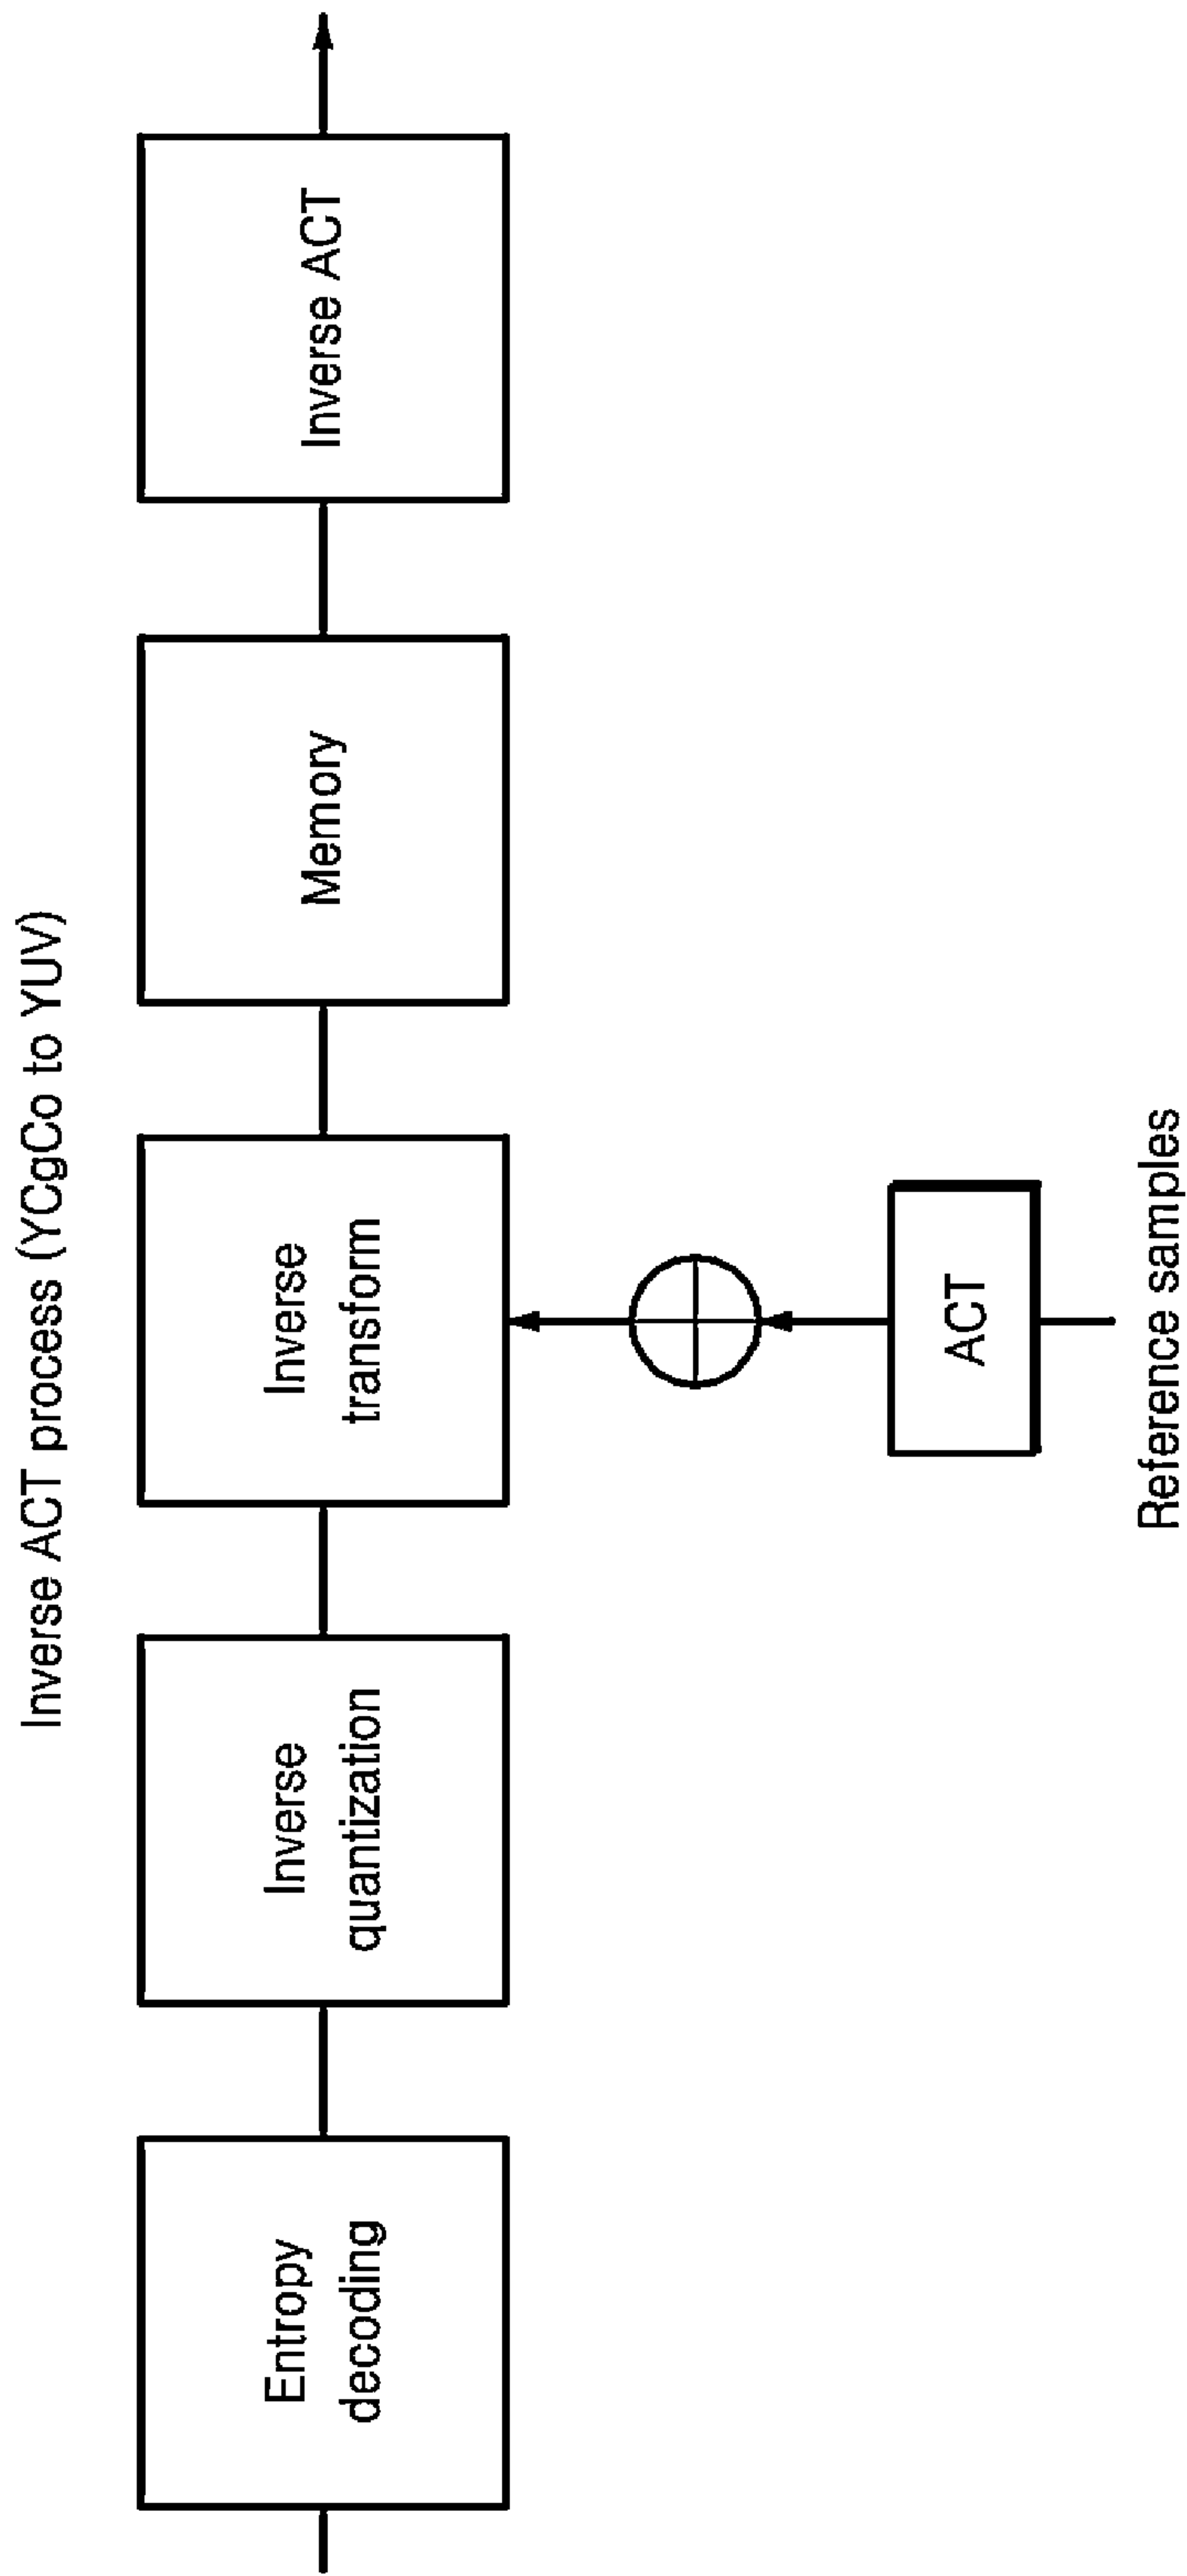 Inverse ACT process (YCgCo to YUV)
Entropy
decoding
Inverse
quantization
Inverse
transform
Memory
Inverse ACT
ACT
Reference samples